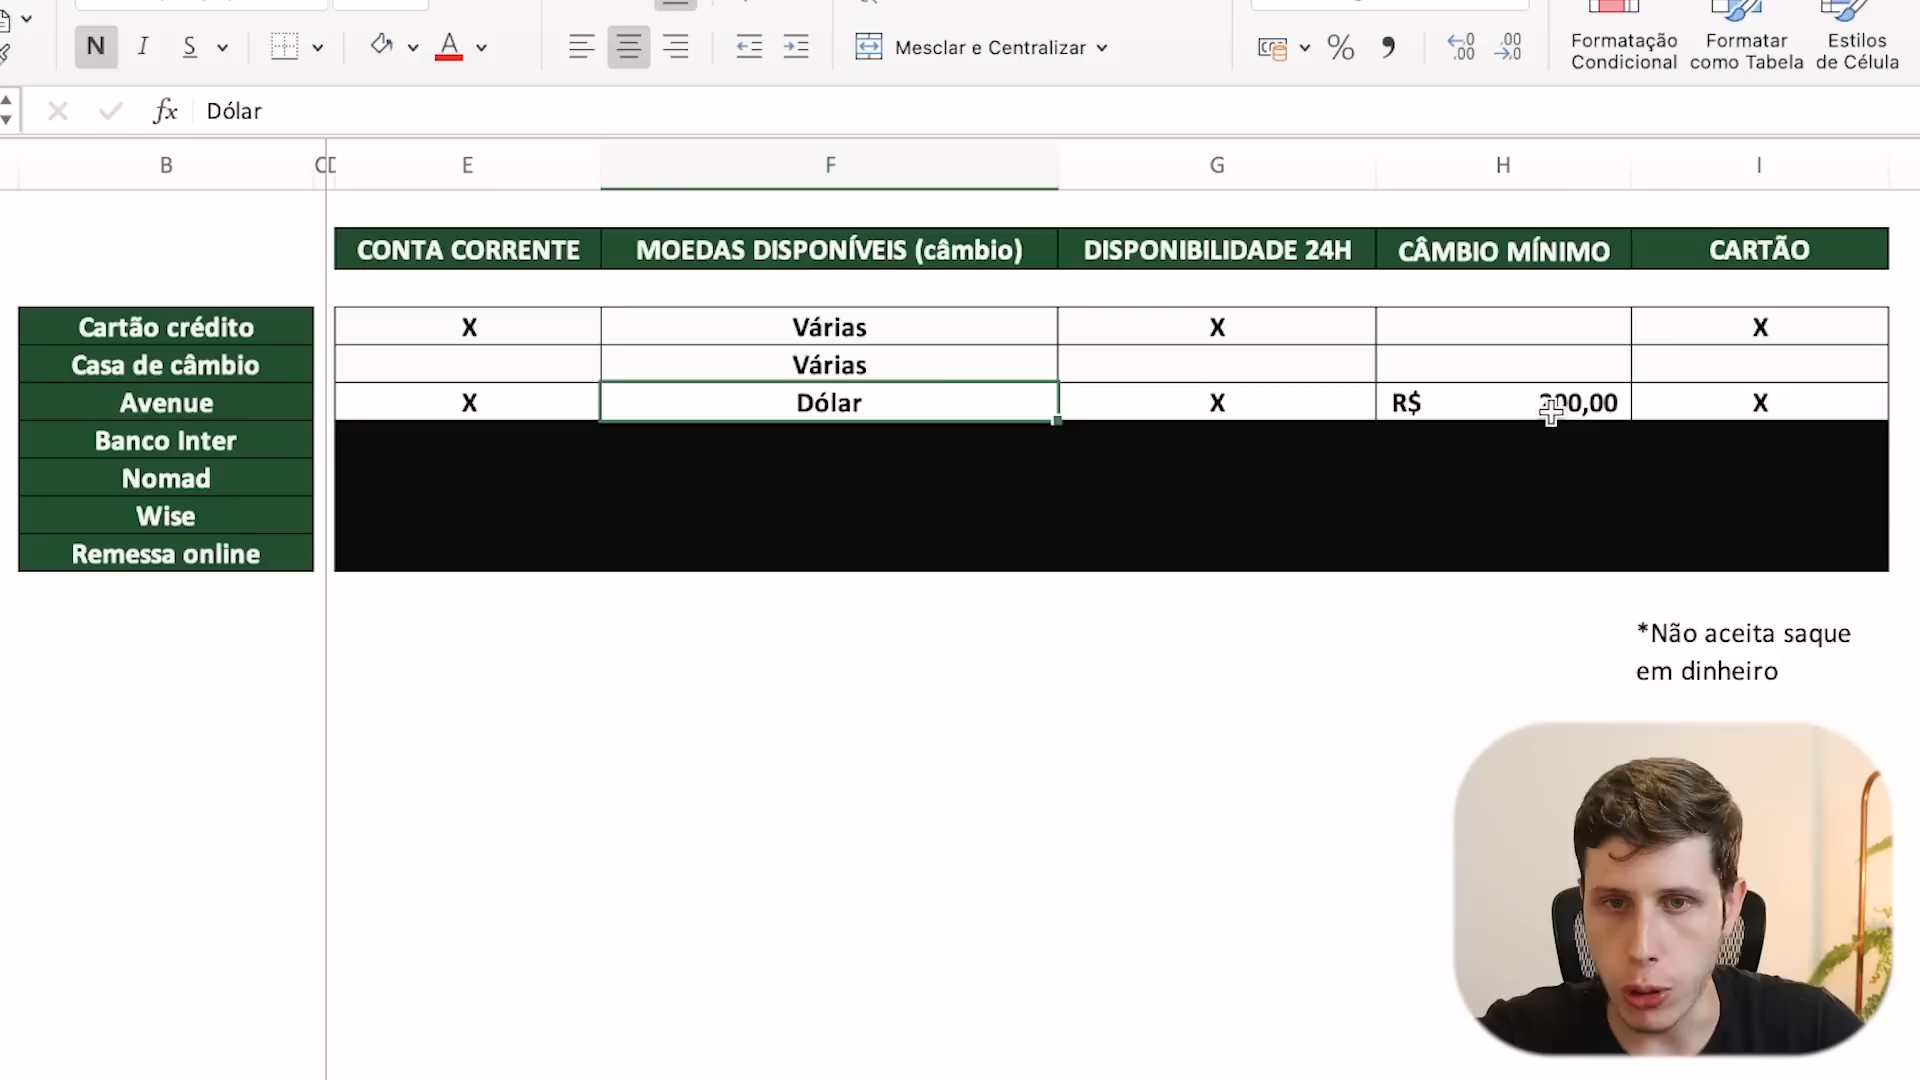 N I S A Mesclar e Centralizar % Formatação Condicional Formatar como Tabela Estilos de Célula
fx Dólar
B C D E F G H I
CONTA CORRENTE MOEDAS DISPONÍVEIS (câmbio) DISPONIBILIDADE 24H CÂMBIO MÍNIMO CARTÃO
Cartão crédito X Várias X X
Casa de câmbio Várias
Avenue X Dólar X R$ X
Banco Inter
Nomad
Wise
Remessa online
*Não aceita saque
em dinheiro